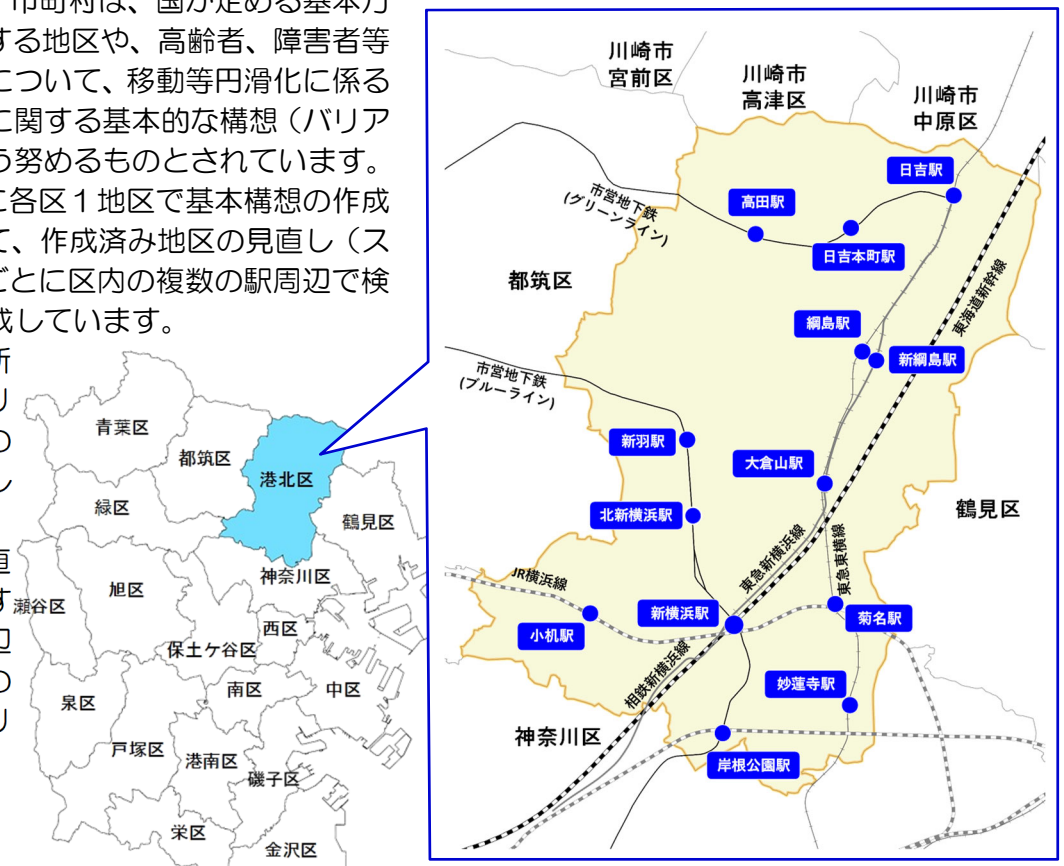 市町村は、国が定める基本方
する地区や、高齢者、障害者等
について、移動等円滑化に係る
に関する基本的な構想（バリア
う努めるものとされています。
に各区１地区で基本構想の作成
て、作成済み地区の見直し（ス
ごとに区内の複数の駅周辺で検
成しています。
所
リ
の
ン
直
す
辺
の
リ
青葉区
都筑区
港北区
緑区
鶴見区
旭区
神奈川区
瀬谷区
西区
保土ケ谷区
泉区
南区
中区
戸塚区
港南区
磯子区
栄区
金沢区
川崎市
宮前区
川崎市
高津区
川崎市
中原区
日吉駅
市営地下鉄
(グリーンライン)
高田駅
日吉本町駅
都筑区
東海道新幹線
綱島駅
新綱島駅
市営地下鉄
(ブルーライン)
新羽駅
大倉山駅
鶴見区
北新横浜駅
東急新横浜線
東急東横線
JR横浜線
小机駅
新横浜駅
菊名駅
相鉄新横浜線
妙蓮寺駅
神奈川区
岸根公園駅